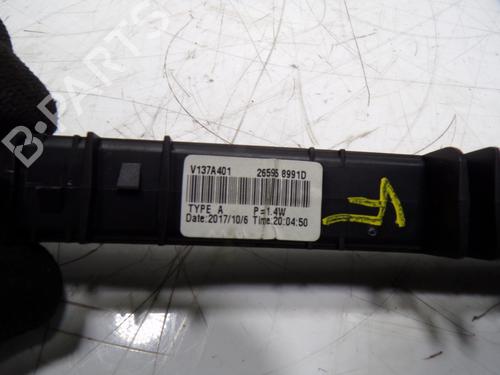 B-PARTS
V137A401 26595 8991D
TYPE A P=1.4W
Date:2017/10/6 Time:20:04:50